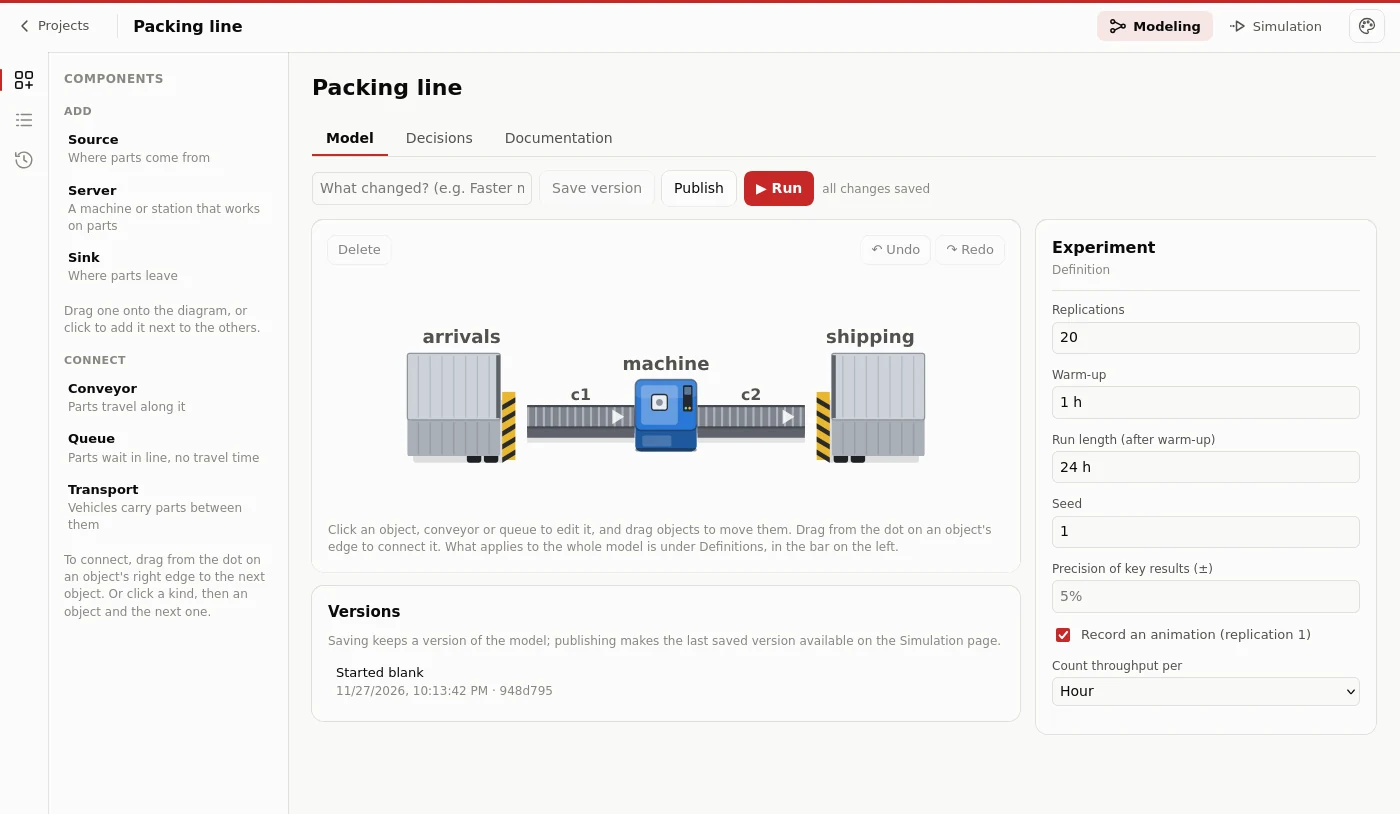 Projects
Packing line
Modeling
Simulation
COMPONENTS
ADD
Source
Where parts come from
Server
A machine or station that works
on parts
Sink
Where parts leave
Drag one onto the diagram, or
click to add it next to the others.
CONNECT
Conveyor
Parts travel along it
Queue
Parts wait in line, no travel time
Transport
Vehicles carry parts between
them
To connect, drag from the dot on
an object's right edge to the next
object. Or click a kind, then an
object and the next one.
Packing line
Model
Decisions
Documentation
What changed? (e.g. Faster n
Save version
Publish
▶ Run
all changes saved
Delete
↶ Undo
↷ Redo
arrivals
shipping
machine
c1
c2
Click an object, conveyor or queue to edit it, and drag objects to move them. Drag from the dot on an object's
edge to connect it. What applies to the whole model is under Definitions, in the bar on the left.
Versions
Saving keeps a version of the model; publishing makes the last saved version available on the Simulation page.
Started blank
11/27/2026, 10:13:42 PM · 948d795
Experiment
Definition
Replications
20
Warm-up
1 h
Run length (after warm-up)
24 h
Seed
1
Precision of key results (±)
5%
Record an animation (replication 1)
Count throughput per
Hour